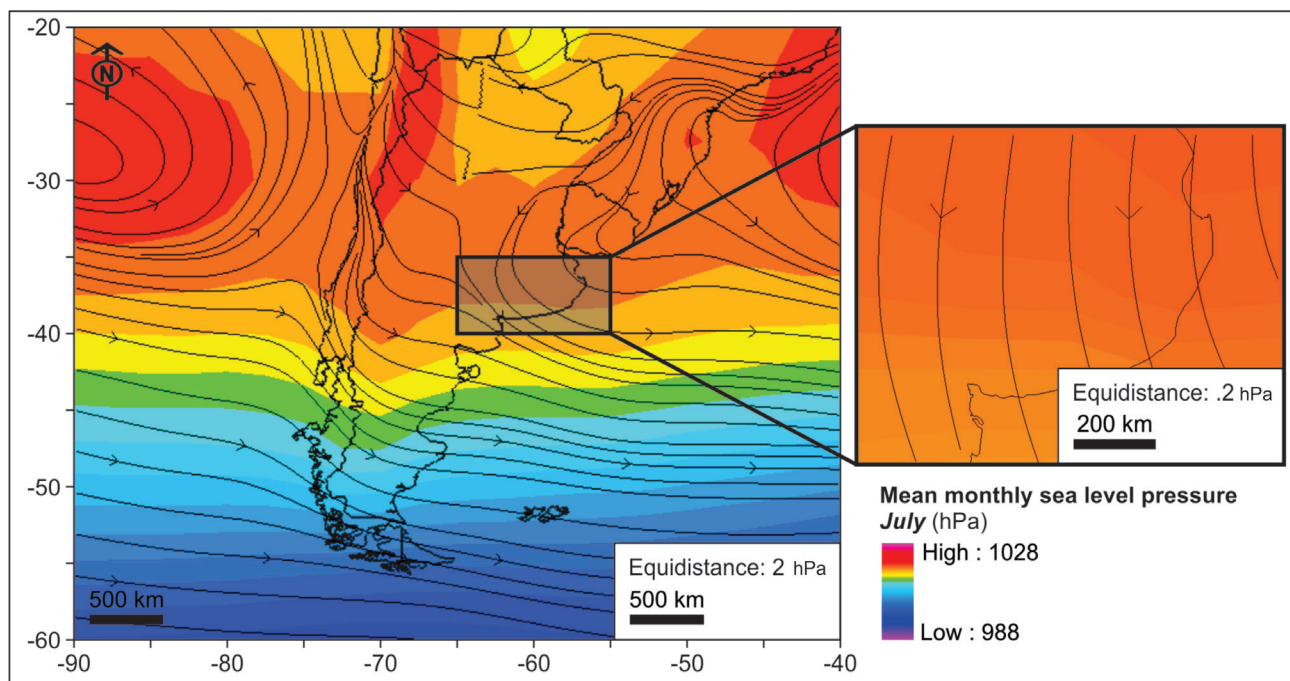 -20
-30
-40
-50
-60
-90
-80
-70
-60
-50
-40
N
500 km
Equidistance: 2 hPa
500 km
Equidistance: .2 hPa
200 km
Mean monthly sea level pressure
July (hPa)
High : 1028
Low : 988